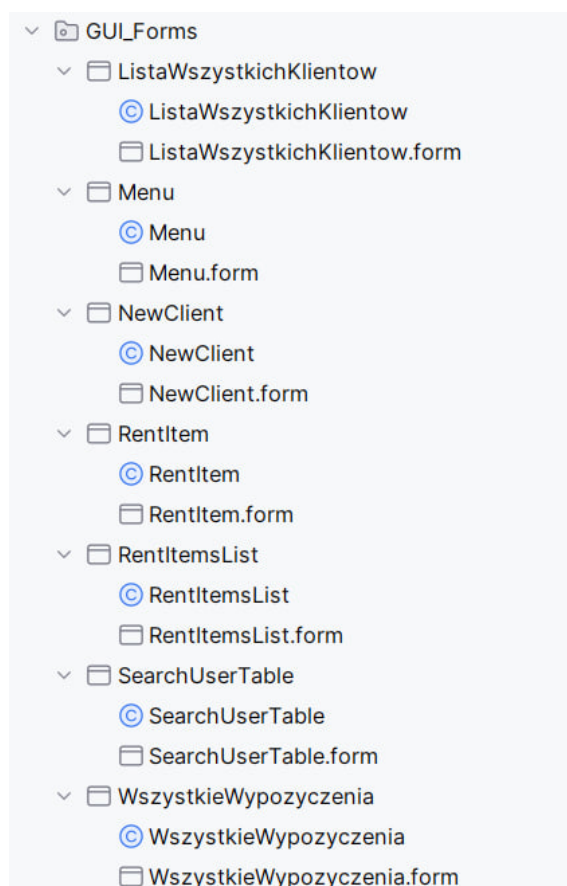 GUI_Forms
ListaWszystkichKlientow
ListaWszystkichKlientow
ListaWszystkichKlientow.form
Menu
Menu
Menu.form
NewClient
NewClient
NewClient.form
RentItem
RentItem
RentItem.form
RentItemsList
RentItemsList
RentItemsList.form
SearchUserTable
SearchUserTable
SearchUserTable.form
WszystkieWypozyczenia
WszystkieWypozyczenia
WszystkieWypozyczenia.form